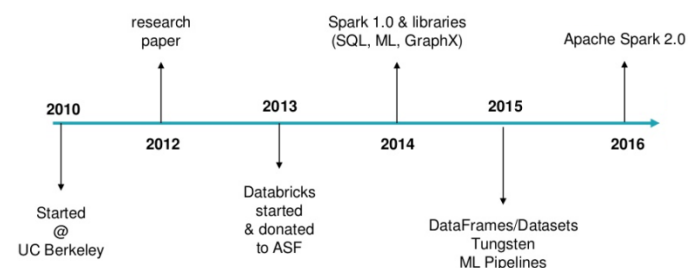 research
paper
Spark 1.0 & libraries
(SQL, ML, GraphX)
Apache Spark 2.0
2010
2013
2015
2012
2014
2016
Started
@
UC Berkeley
Databricks
started
& donated
to ASF
DataFrames/Datasets
Tungsten
ML Pipelines